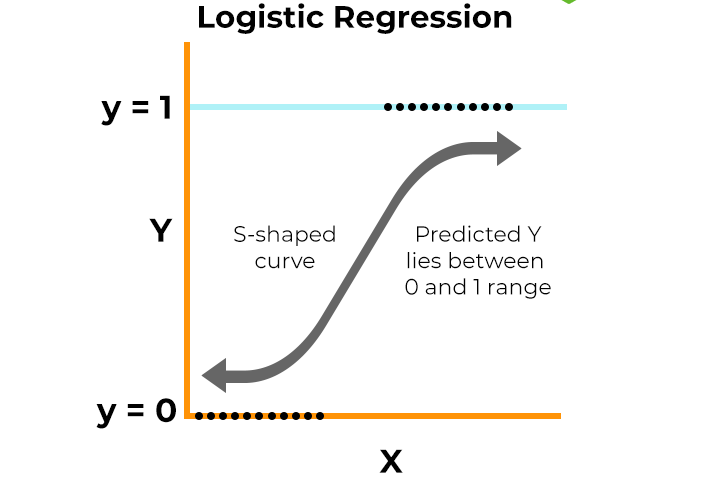 Logistic Regression
y = 1
Y
S-shaped
curve
Predicted Y
lies between
0 and 1 range
y = 0
X